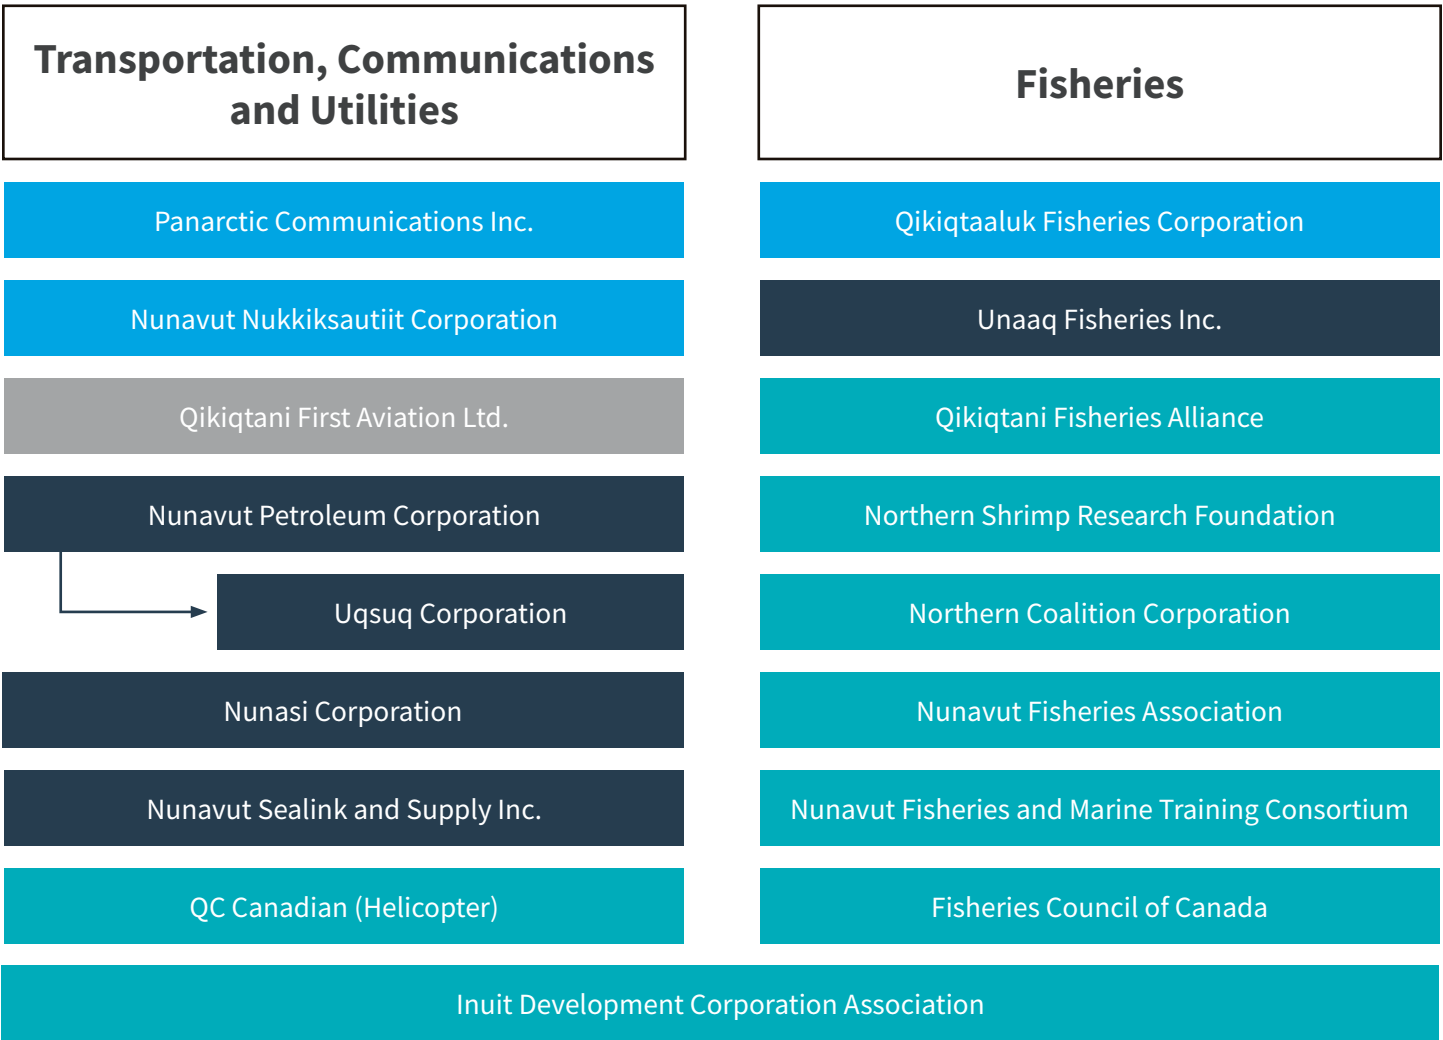 Transportation, Communications
and Utilities
Panarctic Communications Inc.
Nunavut Nukkiksautiit Corporation
Qikiqtani First Aviation Ltd.
Nunavut Petroleum Corporation
Uqsuq Corporation
Nunasi Corporation
Nunavut Sealink and Supply Inc.
QC Canadian (Helicopter)
Fisheries
Qikiqtaaluk Fisheries Corporation
Unaaq Fisheries Inc.
Qikiqtani Fisheries Alliance
Northern Shrimp Research Foundation
Northern Coalition Corporation
Nunavut Fisheries Association
Nunavut Fisheries and Marine Training Consortium
Fisheries Council of Canada
Inuit Development Corporation Association